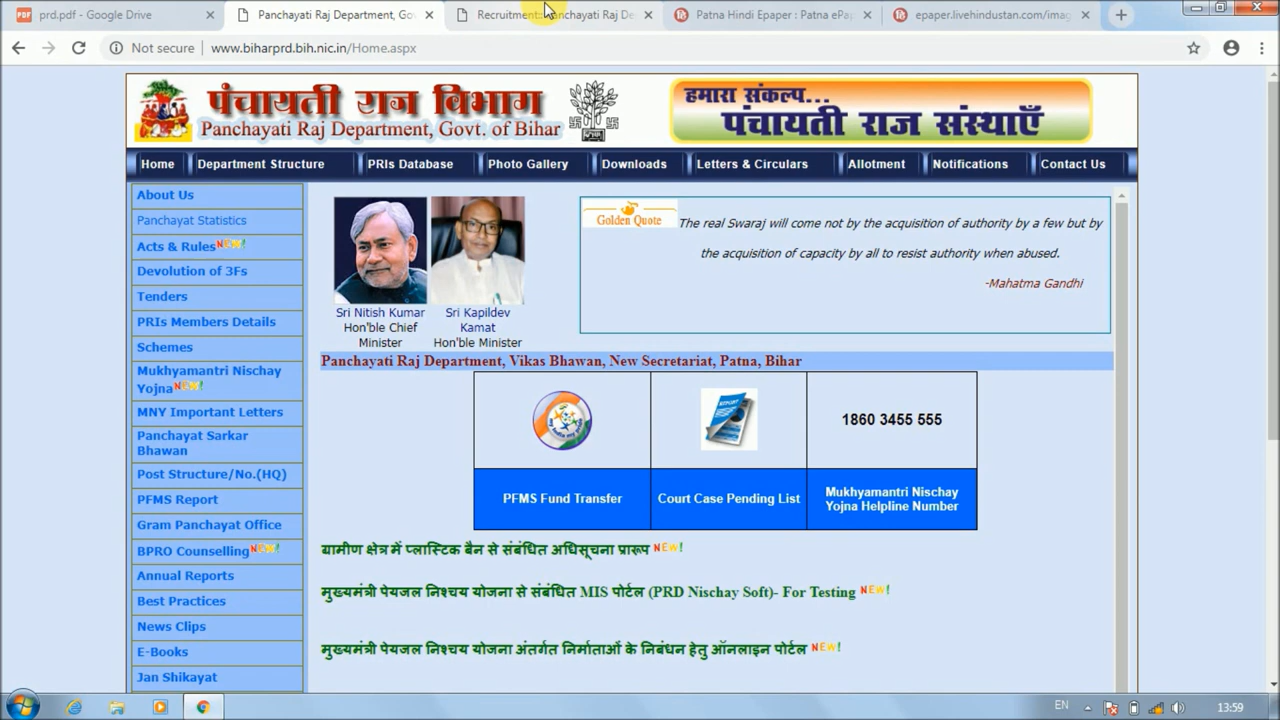 prd.pdf - Google Drive
Panchayati Raj Department, Go
Recruitment: Panchayati Raj De
Patna Hindi Epaper : Patna ePa
epaper.livehindustan.com/imag
Not secure
www.biharprd.bih.nic.in/Home.aspx
पंचायती राज विभाग
Panchayati Raj Department, Govt. of Bihar
हमारा संकल्प...
पंचायती राज संस्थाएँ
Home
Department Structure
PRIs Database
Photo Gallery
Downloads
Letters & Circulars
Allotment
Notifications
Contact Us
About Us
Panchayat Statistics
Acts & Rules NEW!
Devolution of 3Fs
Tenders
PRIs Members Details
Schemes
Mukhyamantri Nischay
Yojna NEW!
MNY Important Letters
Panchayat Sarkar
Bhawan
Post Structure/No.(HQ)
PFMS Report
Gram Panchayat Office
BPRO Counselling NEW!
Annual Reports
Best Practices
News Clips
E-Books
Jan Shikayat
Sri Nitish Kumar
Hon'ble Chief
Minister
Sri Kapildev
Kamat
Hon'ble Minister
Golden Quote
The real Swaraj will come not by the acquisition of authority by a few but by
the acquisition of capacity by all to resist authority when abused.
-Mahatma Gandhi
Panchayati Raj Department, Vikas Bhawan, New Secretariat, Patna, Bihar
REPORT
1860 3455 555
PFMS Fund Transfer
Court Case Pending List
Mukhyamantri Nischay
Yojna Helpline Number
ग्रामीण क्षेत्र में प्लास्टिक बैन से संबंधित अधिसूचना प्रारूप NEW!
मुख्यमंत्री पेयजल निश्चय योजना से संबंधित MIS पोर्टल (PRD Nischay Soft)- For Testing NEW!
मुख्यमंत्री पेयजल निश्चय योजना अंतर्गत निर्माताओं के निबंधन हेतु ऑनलाइन पोर्टल NEW!
EN
13:59